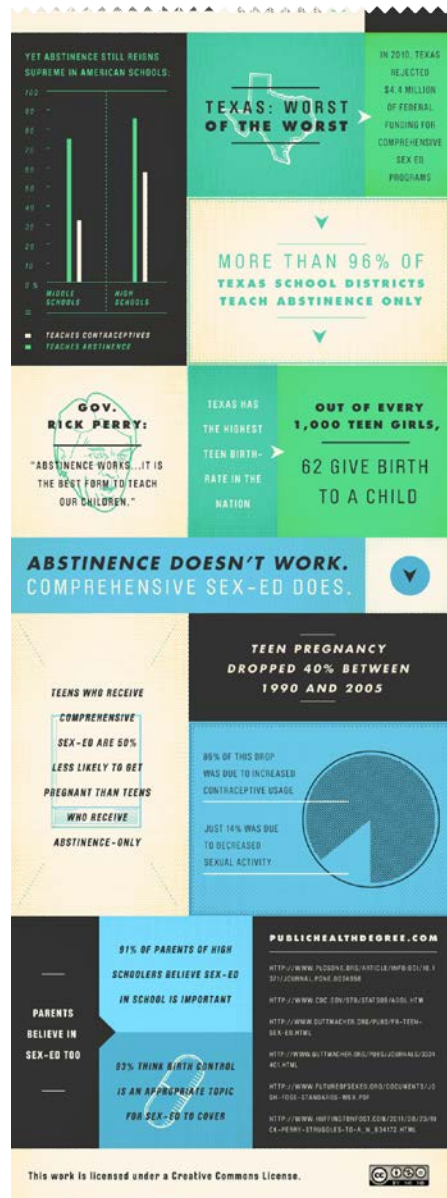 YET ABSTINENCE STILL REIGNS
SUPREME IN AMERICAN SCHOOLS:
100
90
80
70
60
50
40
30
20
10
0%
MIDDLE
SCHOOLS
HIGH
SCHOOLS
TEACHES CONTRACEPTIVES
TEACHES ABSTINENCE
TEXAS: WORST
OF THE WORST
IN 2010, TEXAS
REJECTED
$4.4 MILLION
OF FEDERAL
FUNDING FOR
COMPREHENSIVE
SEX ED
PROGRAMS
MORE THAN 96% OF
TEXAS SCHOOL DISTRICTS
TEACH ABSTINENCE ONLY
GOV.
RICK PERRY:
"ABSTINENCE WORKS...IT IS
THE BEST FORM TO TEACH
OUR CHILDREN."
TEXAS HAS
THE HIGHEST
TEEN BIRTH-
RATE IN THE
NATION
OUT OF EVERY
1,000 TEEN GIRLS,
62 GIVE BIRTH
TO A CHILD
ABSTINENCE DOESN'T WORK.
COMPREHENSIVE SEX-ED DOES.
TEENS WHO RECEIVE
COMPREHENSIVE
SEX-ED ARE 50%
LESS LIKELY TO GET
PREGNANT THAN TEENS
WHO RECEIVE
ABSTINENCE-ONLY
TEEN PREGNANCY
DROPPED 40% BETWEEN
1990 AND 2005
86% OF THIS DROP
WAS DUE TO INCREASED
CONTRACEPTIVE USAGE
JUST 14% WAS DUE
TO DECREASED
SEXUAL ACTIVITY
PARENTS
BELIEVE IN
SEX-ED TOO
91% OF PARENTS OF HIGH
SCHOOLERS BELIEVE SEX-ED
IN SCHOOL IS IMPORTANT
93% THINK BIRTH CONTROL
IS AN APPROPRIATE TOPIC
FOR SEX-ED TO COVER
PUBLICHEALTHDEGREE.COM
This work is licensed under a Creative Commons License.